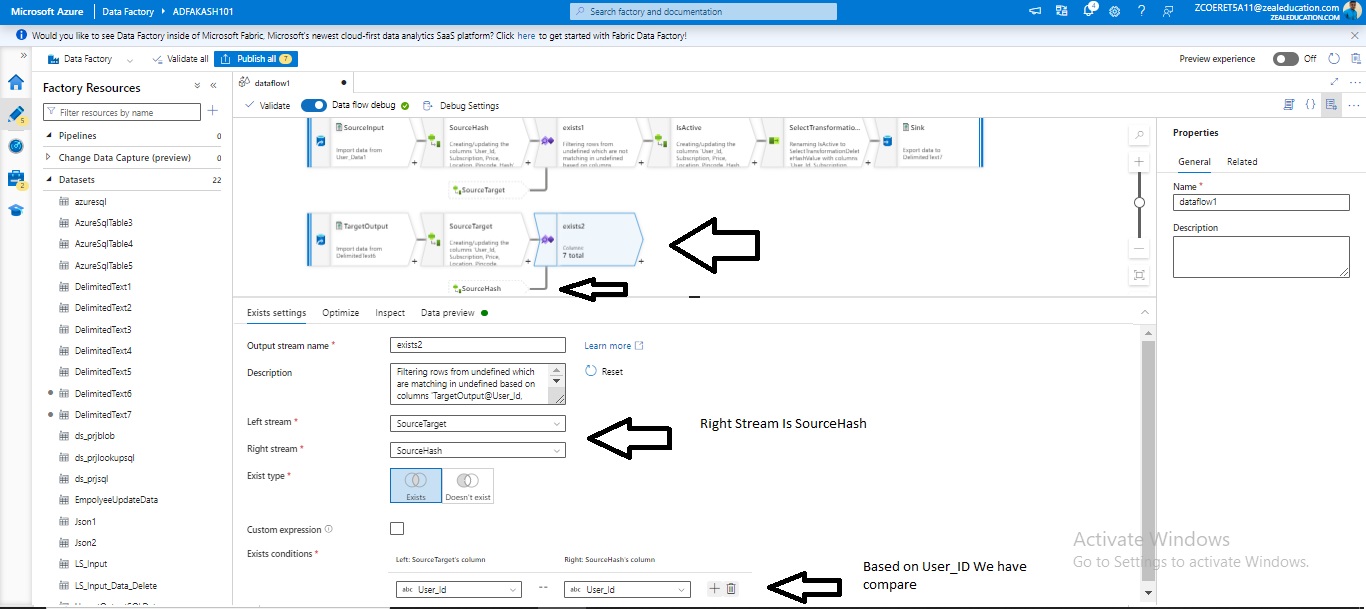 Microsoft Azure Data Factory ADFAKASH101 Search factory and documentation 4 ZCOERET5A11@zealeducation.com
ZEALEDUCATION.COM
Would you like to see Data Factory inside of Microsoft Fabric, Microsoft's newest cloud-first data analytics SaaS platform? Click here to get started with Fabric Data Factory!
Data Factory Validate all Publish all 7 Preview experience Off
Factory Resources
Filter resources by name
5
2
Pipelines 0
Change Data Capture (preview) 0
Datasets 22
azuresql
AzureSqlTable3
AzureSqlTable4
AzureSqlTable5
DelimitedText1
DelimitedText2
DelimitedText3
DelimitedText4
DelimitedText5
DelimitedText6
DelimitedText7
ds_prjblob
ds_prjlookupsql
ds_prjsql
EmpolyeeUpdateData
Json1
Json2
LS_Input
LS_Input_Data_Delete
dataflow1
Validate Data flow debug Debug Settings
SourceInput
Import data from
User_Data1
SourceHash
Creating/updating the
columns 'User_Id,
Subscription, Price,
Location, Pincode, Hash
exists1
Filtering rows from
undefined which are not
matching in undefined
based on columns
IsActive
Creating/updating the
columns 'User_Id,
Subscription, Price,
Location, Pincode,
SelectTransformatio...
Renaming IsActive to
SelectTransformationDelet
eHashValue with columns
'User_Id, Subscription,
Sink
Export data to
DelimitedText7
SourceTarget
TargetOutput
Import data from
DelimitedText6
SourceTarget
Creating/updating the
columns 'User_Id,
Subscription, Price,
Location, Pincode,
exists2
Columns:
7 total
SourceHash
Exists settings Optimize Inspect Data preview
Output stream name * exists2 Learn more
Description Filtering rows from undefined which
are matching in undefined based on
columns 'TargetOutput@User_Id,
Reset
Left stream * SourceTarget
Right stream * SourceHash
Right Stream Is SourceHash
Exist type * Exists Doesn't exist
Custom expression
Exists conditions * Left: SourceTarget's column Right: SourceHash's column
abc User_Id -- abc User_Id
Based on User_ID We have
compare
Properties
General Related
Name *
dataflow1
Description
Activate Windows
Go to Settings to activate Windows.